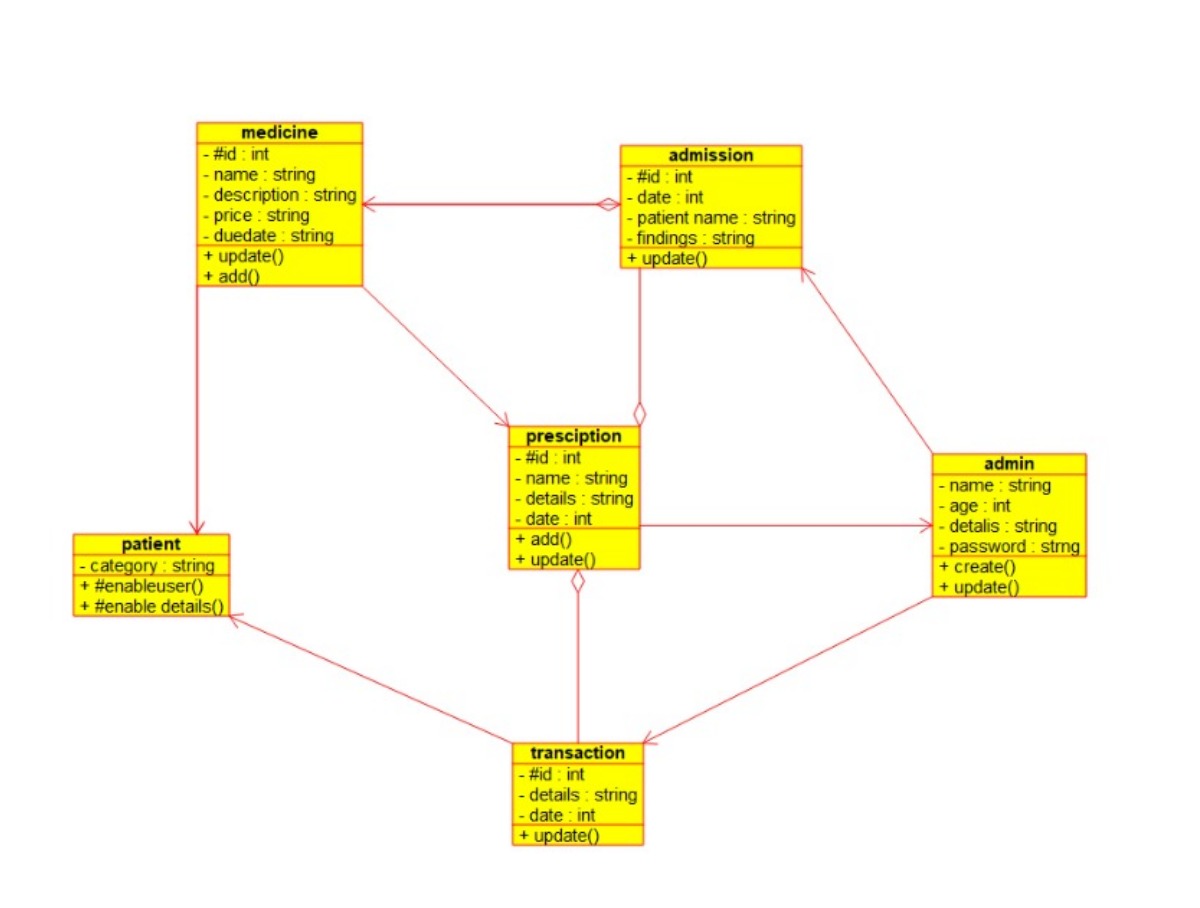 medicine
- #id : int
- name : string
- description : string
- price : string
- duedate : string
+ update()
+ add()
admission
- #id : int
- date : int
- patient name : string
- findings : string
+ update()
presciption
- #id : int
- name : string
- details : string
- date : int
+ add()
+ update()
admin
- name : string
- age : int
- detalis : string
- password : strng
+ create()
+ update()
patient
- category : string
+ #enableuser()
+ #enable details()
transaction
- #id : int
- details : string
- date : int
+ update()